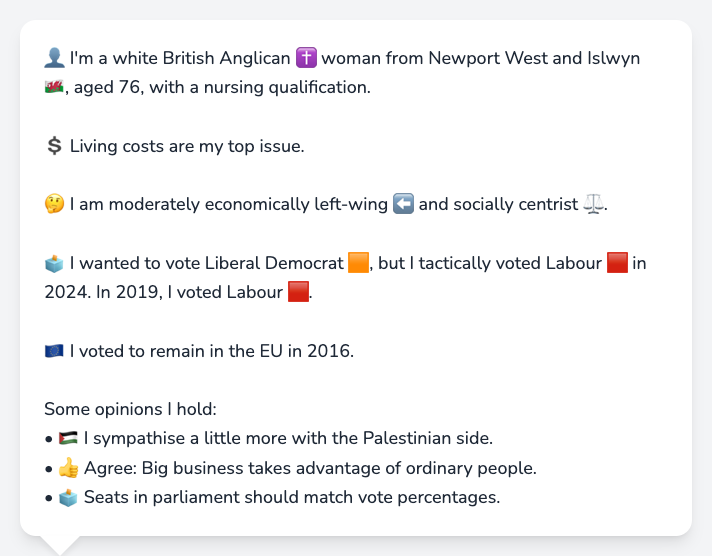 👤 I'm a white British Anglican ✝️ woman from Newport West and Islwyn
🏴󠁧󠁢󠁷󠁬󠁳󠁿, aged 76, with a nursing qualification.
💲 Living costs are my top issue.
🤔 I am moderately economically left-wing ⬅️ and socially centrist ⚖️.
🗳️ I wanted to vote Liberal Democrat 🟧, but I tactically voted Labour 🟥 in
2024. In 2019, I voted Labour 🟥.
🇪🇺 I voted to remain in the EU in 2016.
Some opinions I hold:
• 🇵🇸 I sympathise a little more with the Palestinian side.
• 👍 Agree: Big business takes advantage of ordinary people.
• 🗳️ Seats in parliament should match vote percentages.